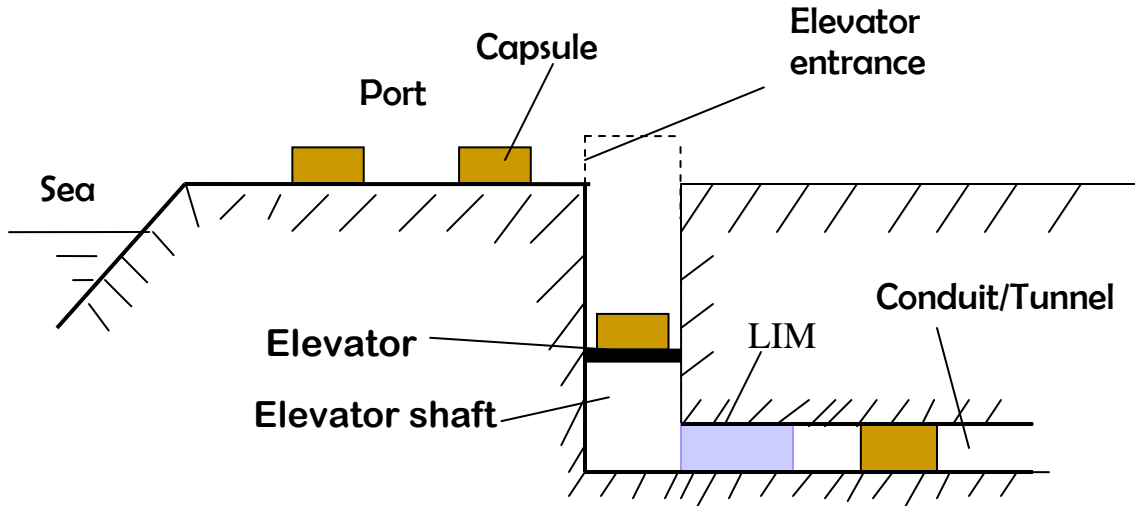 Elevator
entrance
Capsule
Port
Sea
Conduit/Tunnel
LIM
Elevator
Elevator shaft